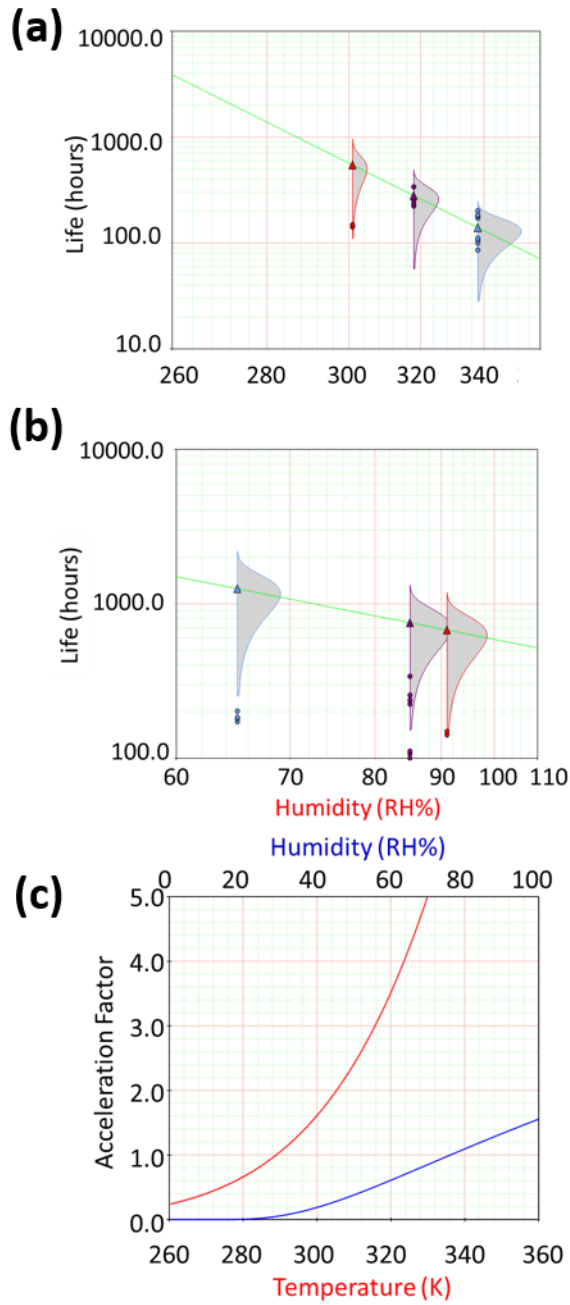 (a)
10000.0
1000.0
100.0
10.0
Life (hours)
260 280 300 320 340
(b)
10000.0
1000.0
100.0
Life (hours)
60 70 80 90 100 110
Humidity (RH%)
Humidity (RH%)
0 20 40 60 80 100
(c)
5.0
4.0
3.0
2.0
1.0
0.0
Acceleration Factor
260 280 300 320 340 360
Temperature (K)